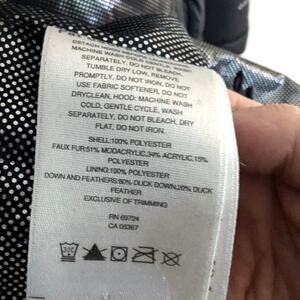 DETACH HOOD: MACHINE WASH COLD, GENTLE CYCLE, WASH
SEPARATELY, DO NOT BLEACH,
TUMBLE DRY LOW, REMOVE
PROMPTLY, DO NOT IRON, DO NOT
USE FABRIC SOFTENER, DO NOT
DRYCLEAN, HOOD: MACHINE WASH
COLD, GENTLE CYCLE, WASH
SEPARATELY, DO NOT BLEACH, DRY
FLAT, DO NOT IRON.
SHELL:100% POLYESTER
FAUX FUR:51% MODACRYLIC,34% ACRYLIC,15%
POLYESTER
LINING:100% POLYESTER
DOWN AND FEATHERS:80% DUCK DOWN,20% DUCK
FEATHER
EXCLUSIVE OF TRIMMING
RN 69724
CA 05367